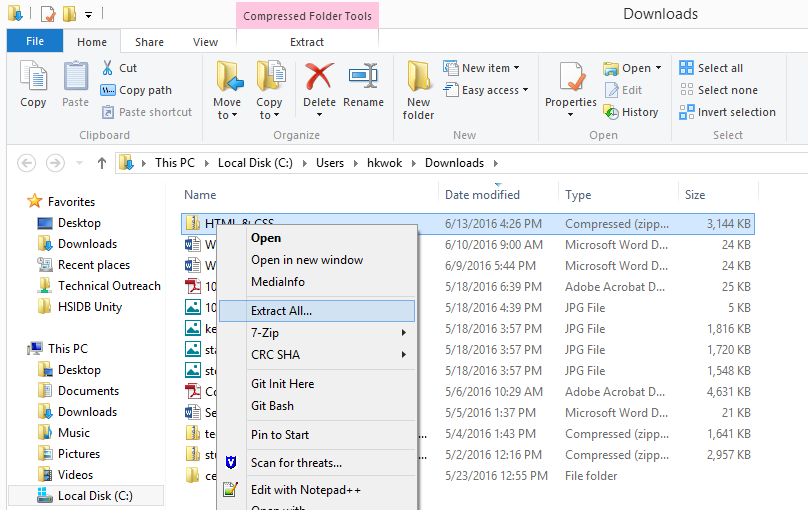 Compressed Folder Tools
Downloads
File Home Share View Extract
Copy
Paste
Cut
Copy path
Paste shortcut
Clipboard
Move to
Copy to
Delete
Rename
Organize
New folder
New item
Easy access
New
Properties
Open
Edit
History
Open
Select all
Select none
Invert selection
Select
This PC Local Disk (C:) Users hkwok Downloads
Favorites
Desktop
Downloads
Recent places
Technical Outreach
HSIDB Unity
This PC
Desktop
Documents
Downloads
Music
Pictures
Videos
Local Disk (C:)
Name Date modified Type Size
HTML & CSS 6/13/2016 4:26 PM Compressed (zipp... 3,144 KB
W 6/10/2016 9:00 AM Microsoft Word D... 24 KB
W 6/9/2016 5:44 PM Microsoft Word D... 24 KB
10 5/18/2016 6:39 PM Adobe Acrobat D... 25 KB
10 5/18/2016 4:39 PM JPG File 5 KB
ke 5/18/2016 3:57 PM JPG File 1,816 KB
sta 5/18/2016 3:57 PM JPG File 1,720 KB
ste 5/18/2016 3:57 PM JPG File 1,548 KB
Co 5/6/2016 10:29 AM Adobe Acrobat D... 4,631 KB
Se 5/5/2016 1:37 PM Microsoft Word D... 21 KB
te ... 5/4/2016 1:43 PM Compressed (zipp... 1,641 KB
stu ... 5/2/2016 12:16 PM Compressed (zipp... 2,957 KB
ce 5/23/2016 12:55 PM File folder
Open
Open in new window
MediaInfo
Extract All...
7-Zip
CRC SHA
Git Init Here
Git Bash
Pin to Start
Scan for threats...
Edit with Notepad++
Open with